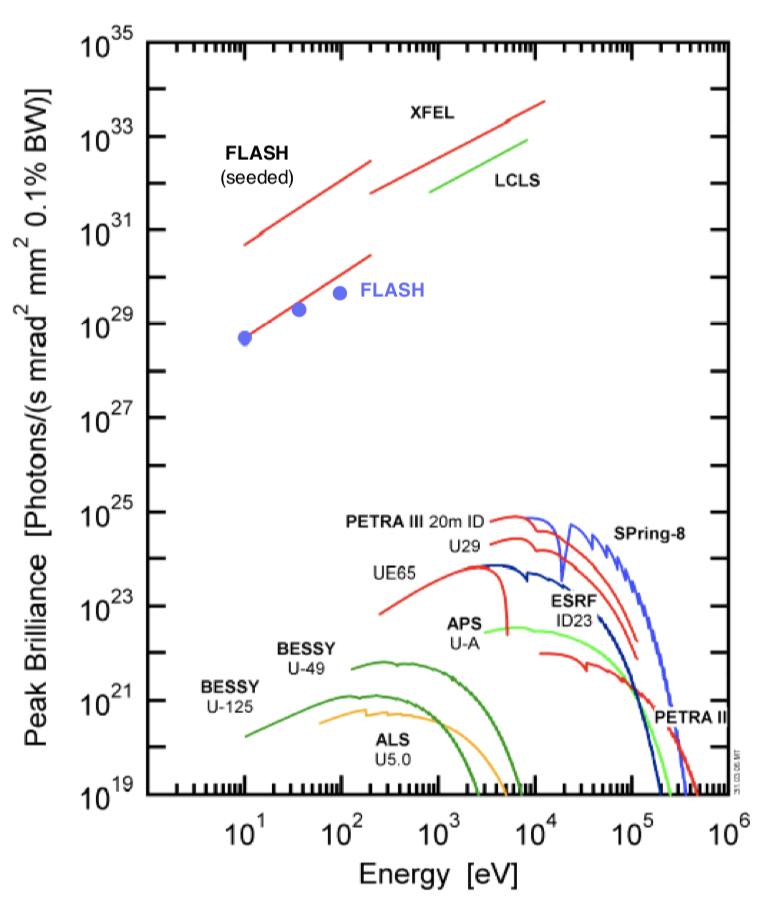 10^35
10^33
10^31
10^29
10^27
10^25
10^23
10^21
10^19
Peak Brilliance [Photons/(s mrad^2 mm^2 0.1% BW)]
XFEL
FLASH
(seeded)
LCLS
FLASH
PETRA III 20m ID
SPring-8
U29
UE65
ESRF
ID23
APS
U-A
BESSY
U-49
BESSY
U-125
PETRA II
ALS
U5.0
10^1
10^2
10^3
10^4
10^5
10^6
Energy [eV]